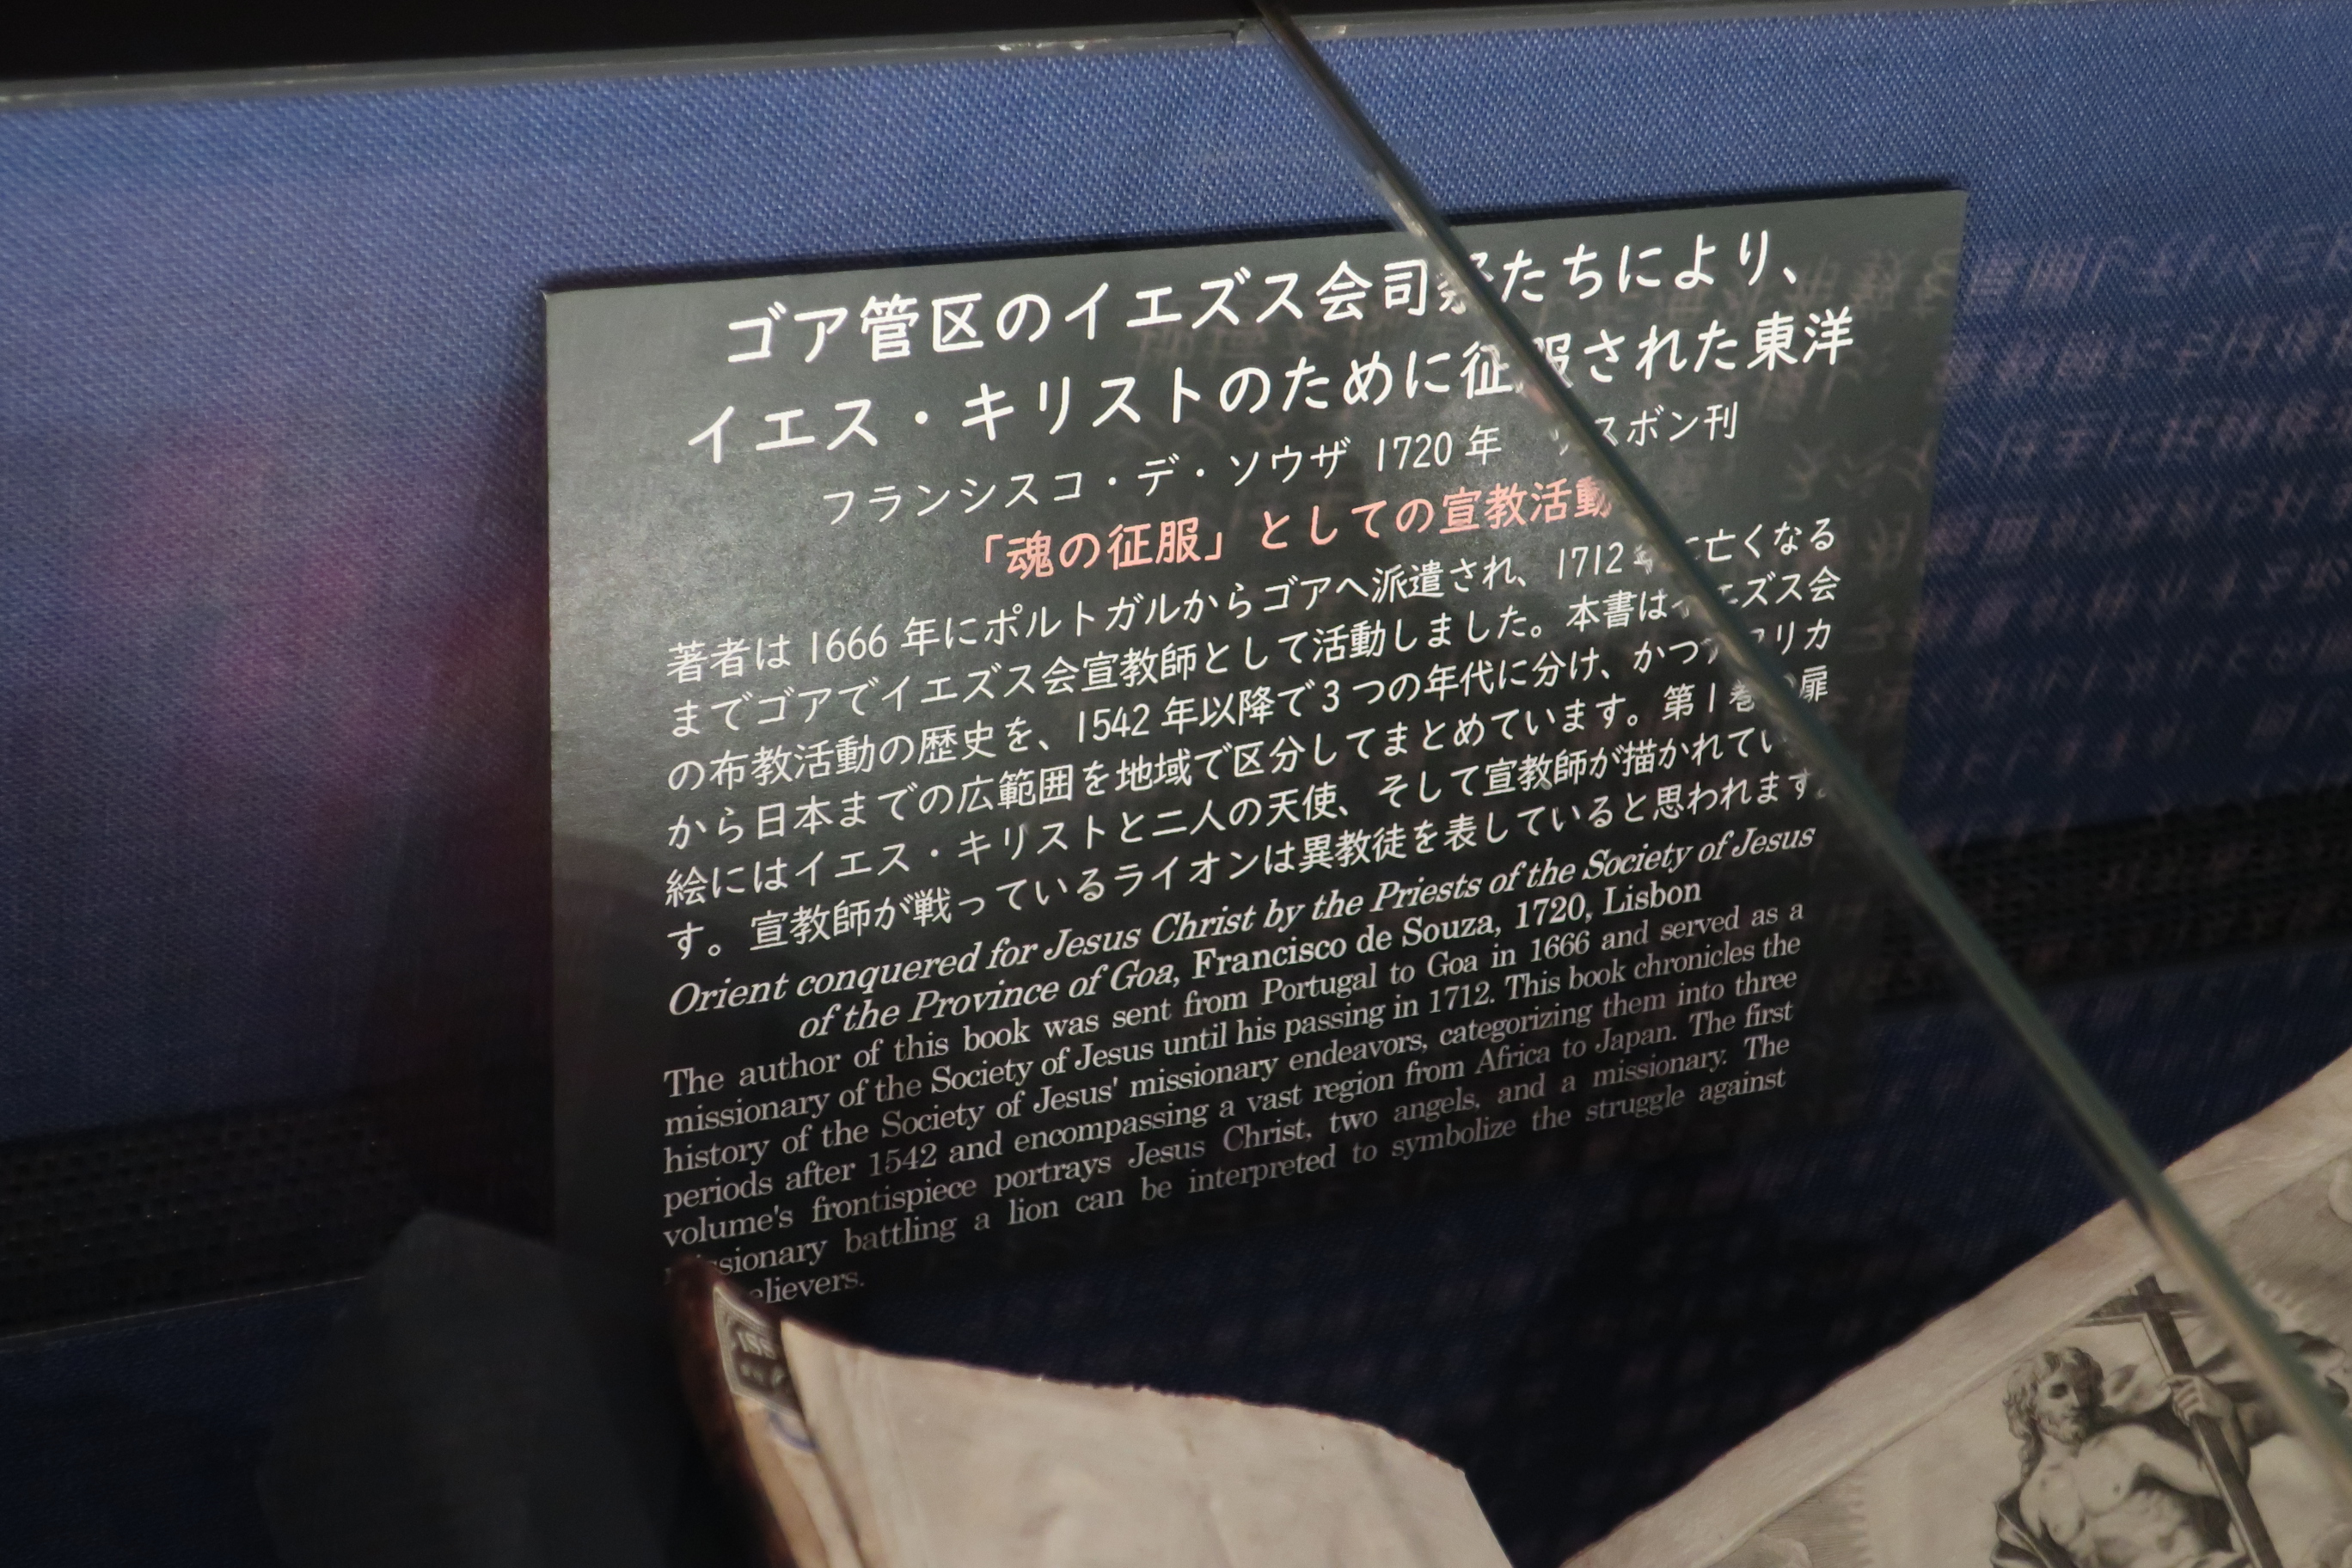 ゴア管区のイエズス会司祭たちにより、
イエス・キリストのために征服された東洋
フランシスコ・デ・ソウザ 1720 年 スボン刊
「魂の征服」としての宣教活動
著者は 1666 年にポルトガルからゴアへ派遣され、1712 亡くなる
までゴアでイエズス会宣教師として活動しました。本書は エズス会
の布教活動の歴史を、1542 年以降で 3 つの年代に分け、かつ リカ
から日本までの広範囲を地域で区分してまとめています。第 1 巻 扉
絵にはイエス・キリストと二人の天使、そして宣教師が描かれてい
す。宣教師が戦っているライオンは異教徒を表していると思われます。
Orient conquered for Jesus Christ by the Priests of the Society of Jesus
of the Province of Goa, Francisco de Souza, 1720, Lisbon
The author of this book was sent from Portugal to Goa in 1666 and served as a
missionary of the Society of Jesus until his passing in 1712. This book chronicles the
history of the Society of Jesus' missionary endeavors, categorizing them into three
periods after 1542 and encompassing a vast region from Africa to Japan. The first
volume's frontispiece portrays Jesus Christ, two angels, and a missionary. The
battling a lion can be interpreted to symbolize the struggle against